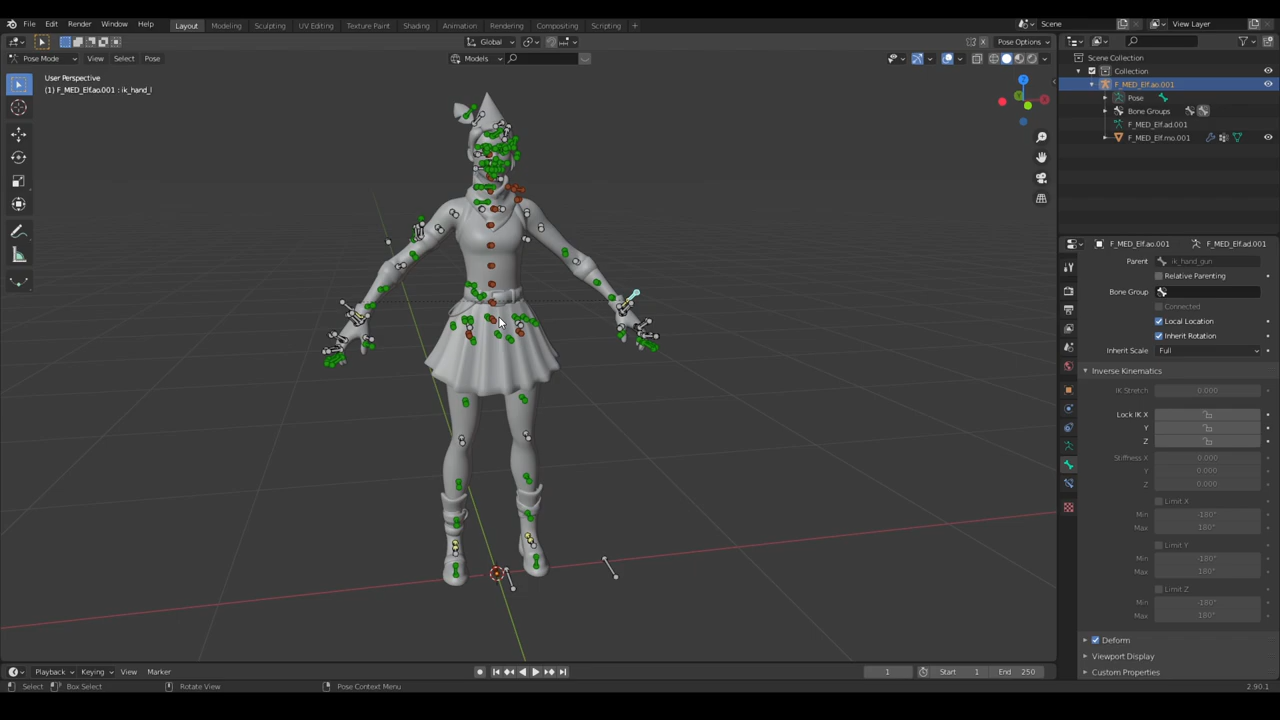 File Edit Render Window Help Layout Modeling Sculpting UV Editing Texture Paint Shading Animation Rendering Compositing Scripting + Scene View Layer
Global Pose Options
Pose Mode View Select Pose Models
User Perspective
(1) F_MED_Elf.ao.001 : ik_hand_l
Scene Collection
Collection
F_MED_Elf.ao.001
Pose
Bone Groups
F_MED_Elf.ad.001
F_MED_Elf.mo.001
F_MED_Elf.ao.001 F_MED_Elf.ad.001
Parent ik_hand_gun
Relative Parenting
Bone Group
Connected
Local Location
Inherit Rotation
Inherit Scale Full
Inverse Kinematics
IK Stretch 0.000
Lock IK X
Y
Z
Stiffness X 0.000
Y 0.000
Z 0.000
Limit X
Min -180°
Max 180°
Limit Y
Min -180°
Max 180°
Limit Z
Min -180°
Max 180°
Deform
Viewport Display
Custom Properties
Playback Keying View Marker 1 Start 1 End 250
Select Box Select Rotate View Pose Context Menu 2.90.1